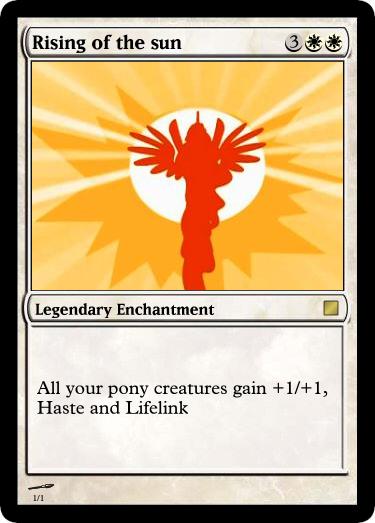 Rising of the sun 3
Legendary Enchantment
All your pony creatures gain +1/+1,
Haste and Lifelink
1/1